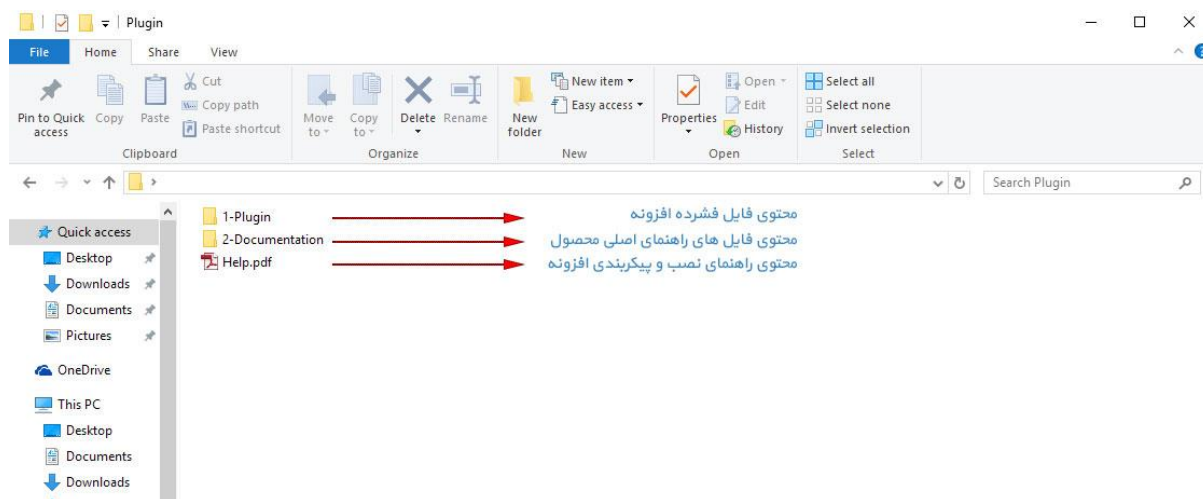 Plugin
File Home Share View
Pin to Quick access
Copy
Paste
Cut
Copy path
Paste shortcut
Clipboard
Move to
Copy to
Delete
Rename
Organize
New folder
New item
Easy access
New
Properties
Open
Edit
History
Open
Select all
Select none
Invert selection
Select
Search Plugin
Quick access
Desktop
Downloads
Documents
Pictures
OneDrive
This PC
Desktop
Documents
Downloads
1-Plugin محتوی فایل فشرده افزونه
2-Documentation محتوی فایل های راهنمای اصلی محصول
Help.pdf محتوی راهنمای نصب و پیکربندی افزونه